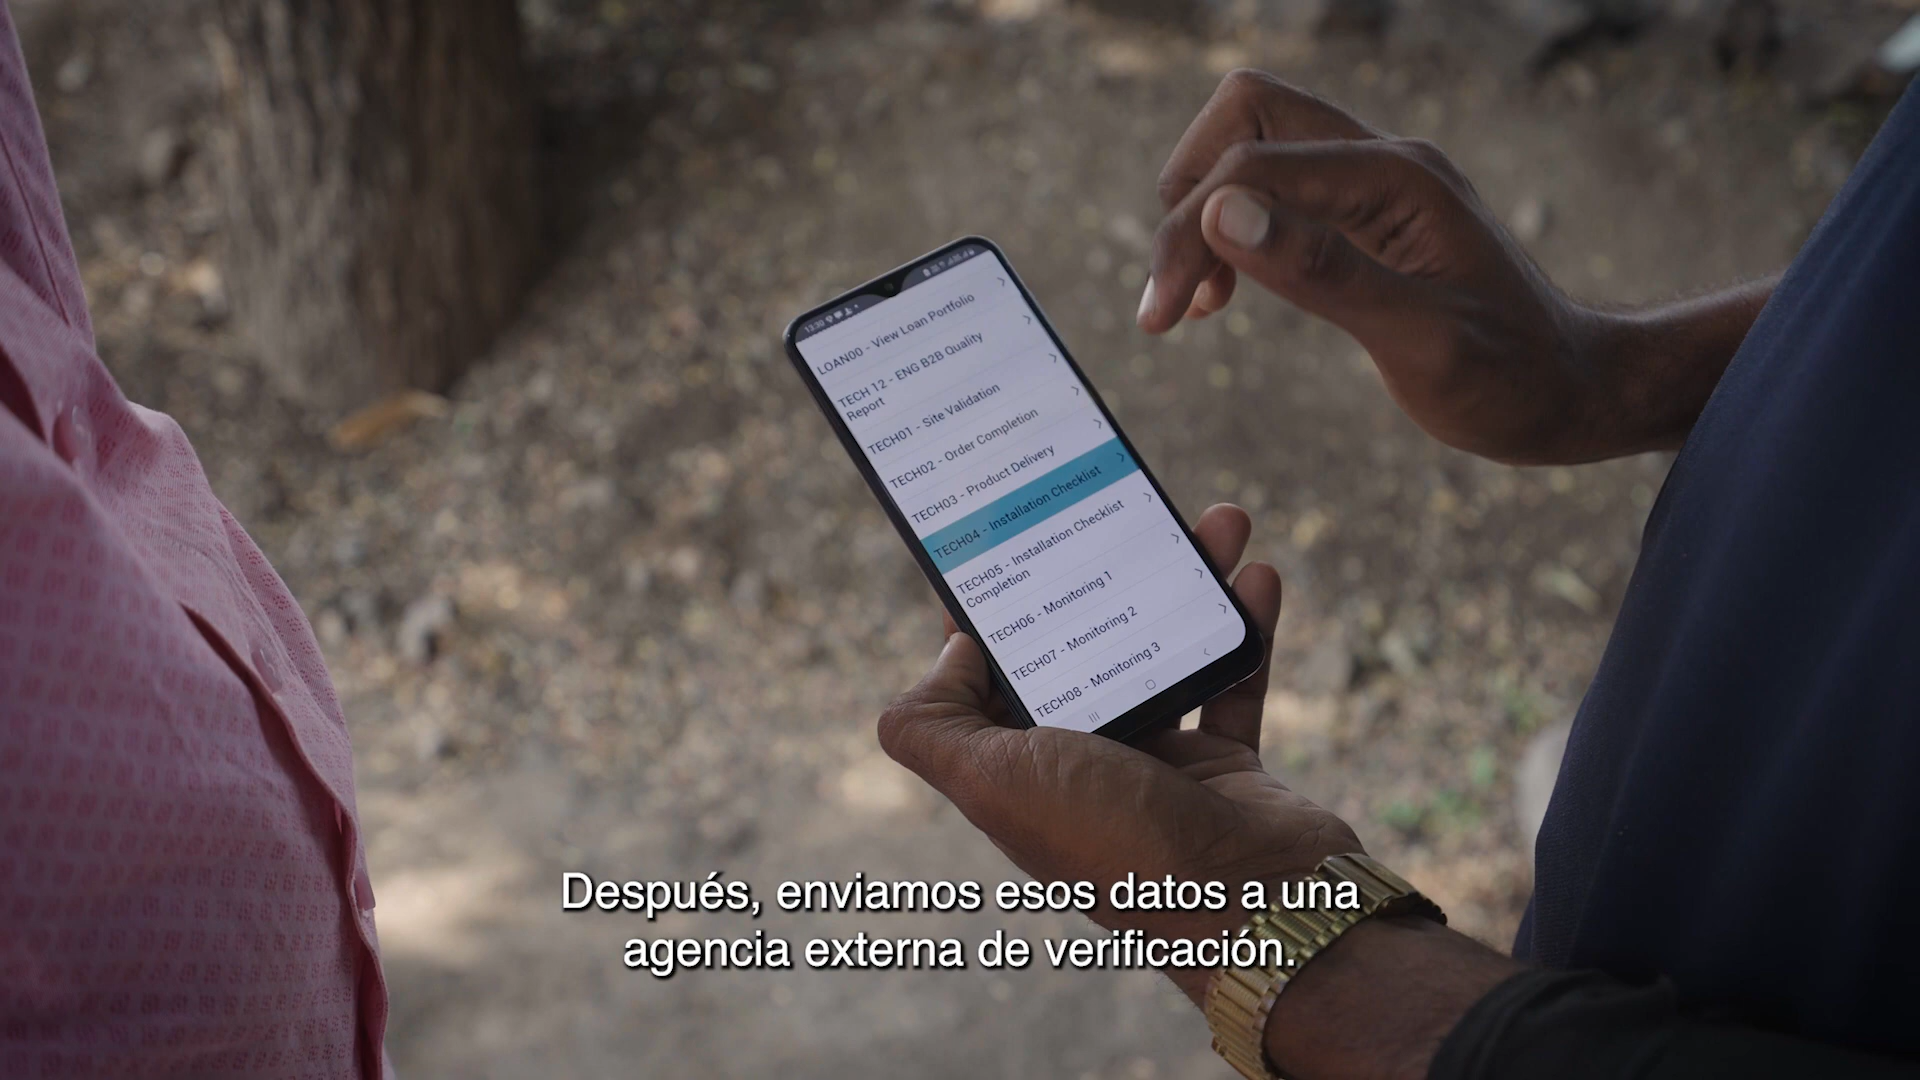 13:30
LOAN00 - View Loan Portfolio
TECH 12 - ENG B2B Quality
Report
TECH01 - Site Validation
TECH02 - Order Completion
TECH03 - Product Delivery
TECH04 - Installation Checklist
TECH05 - Installation Checklist
Completion
TECH06 - Monitoring 1
TECH07 - Monitoring 2
TECH08 - Monitoring 3
Después, enviamos esos datos a una
agencia externa de verificación.